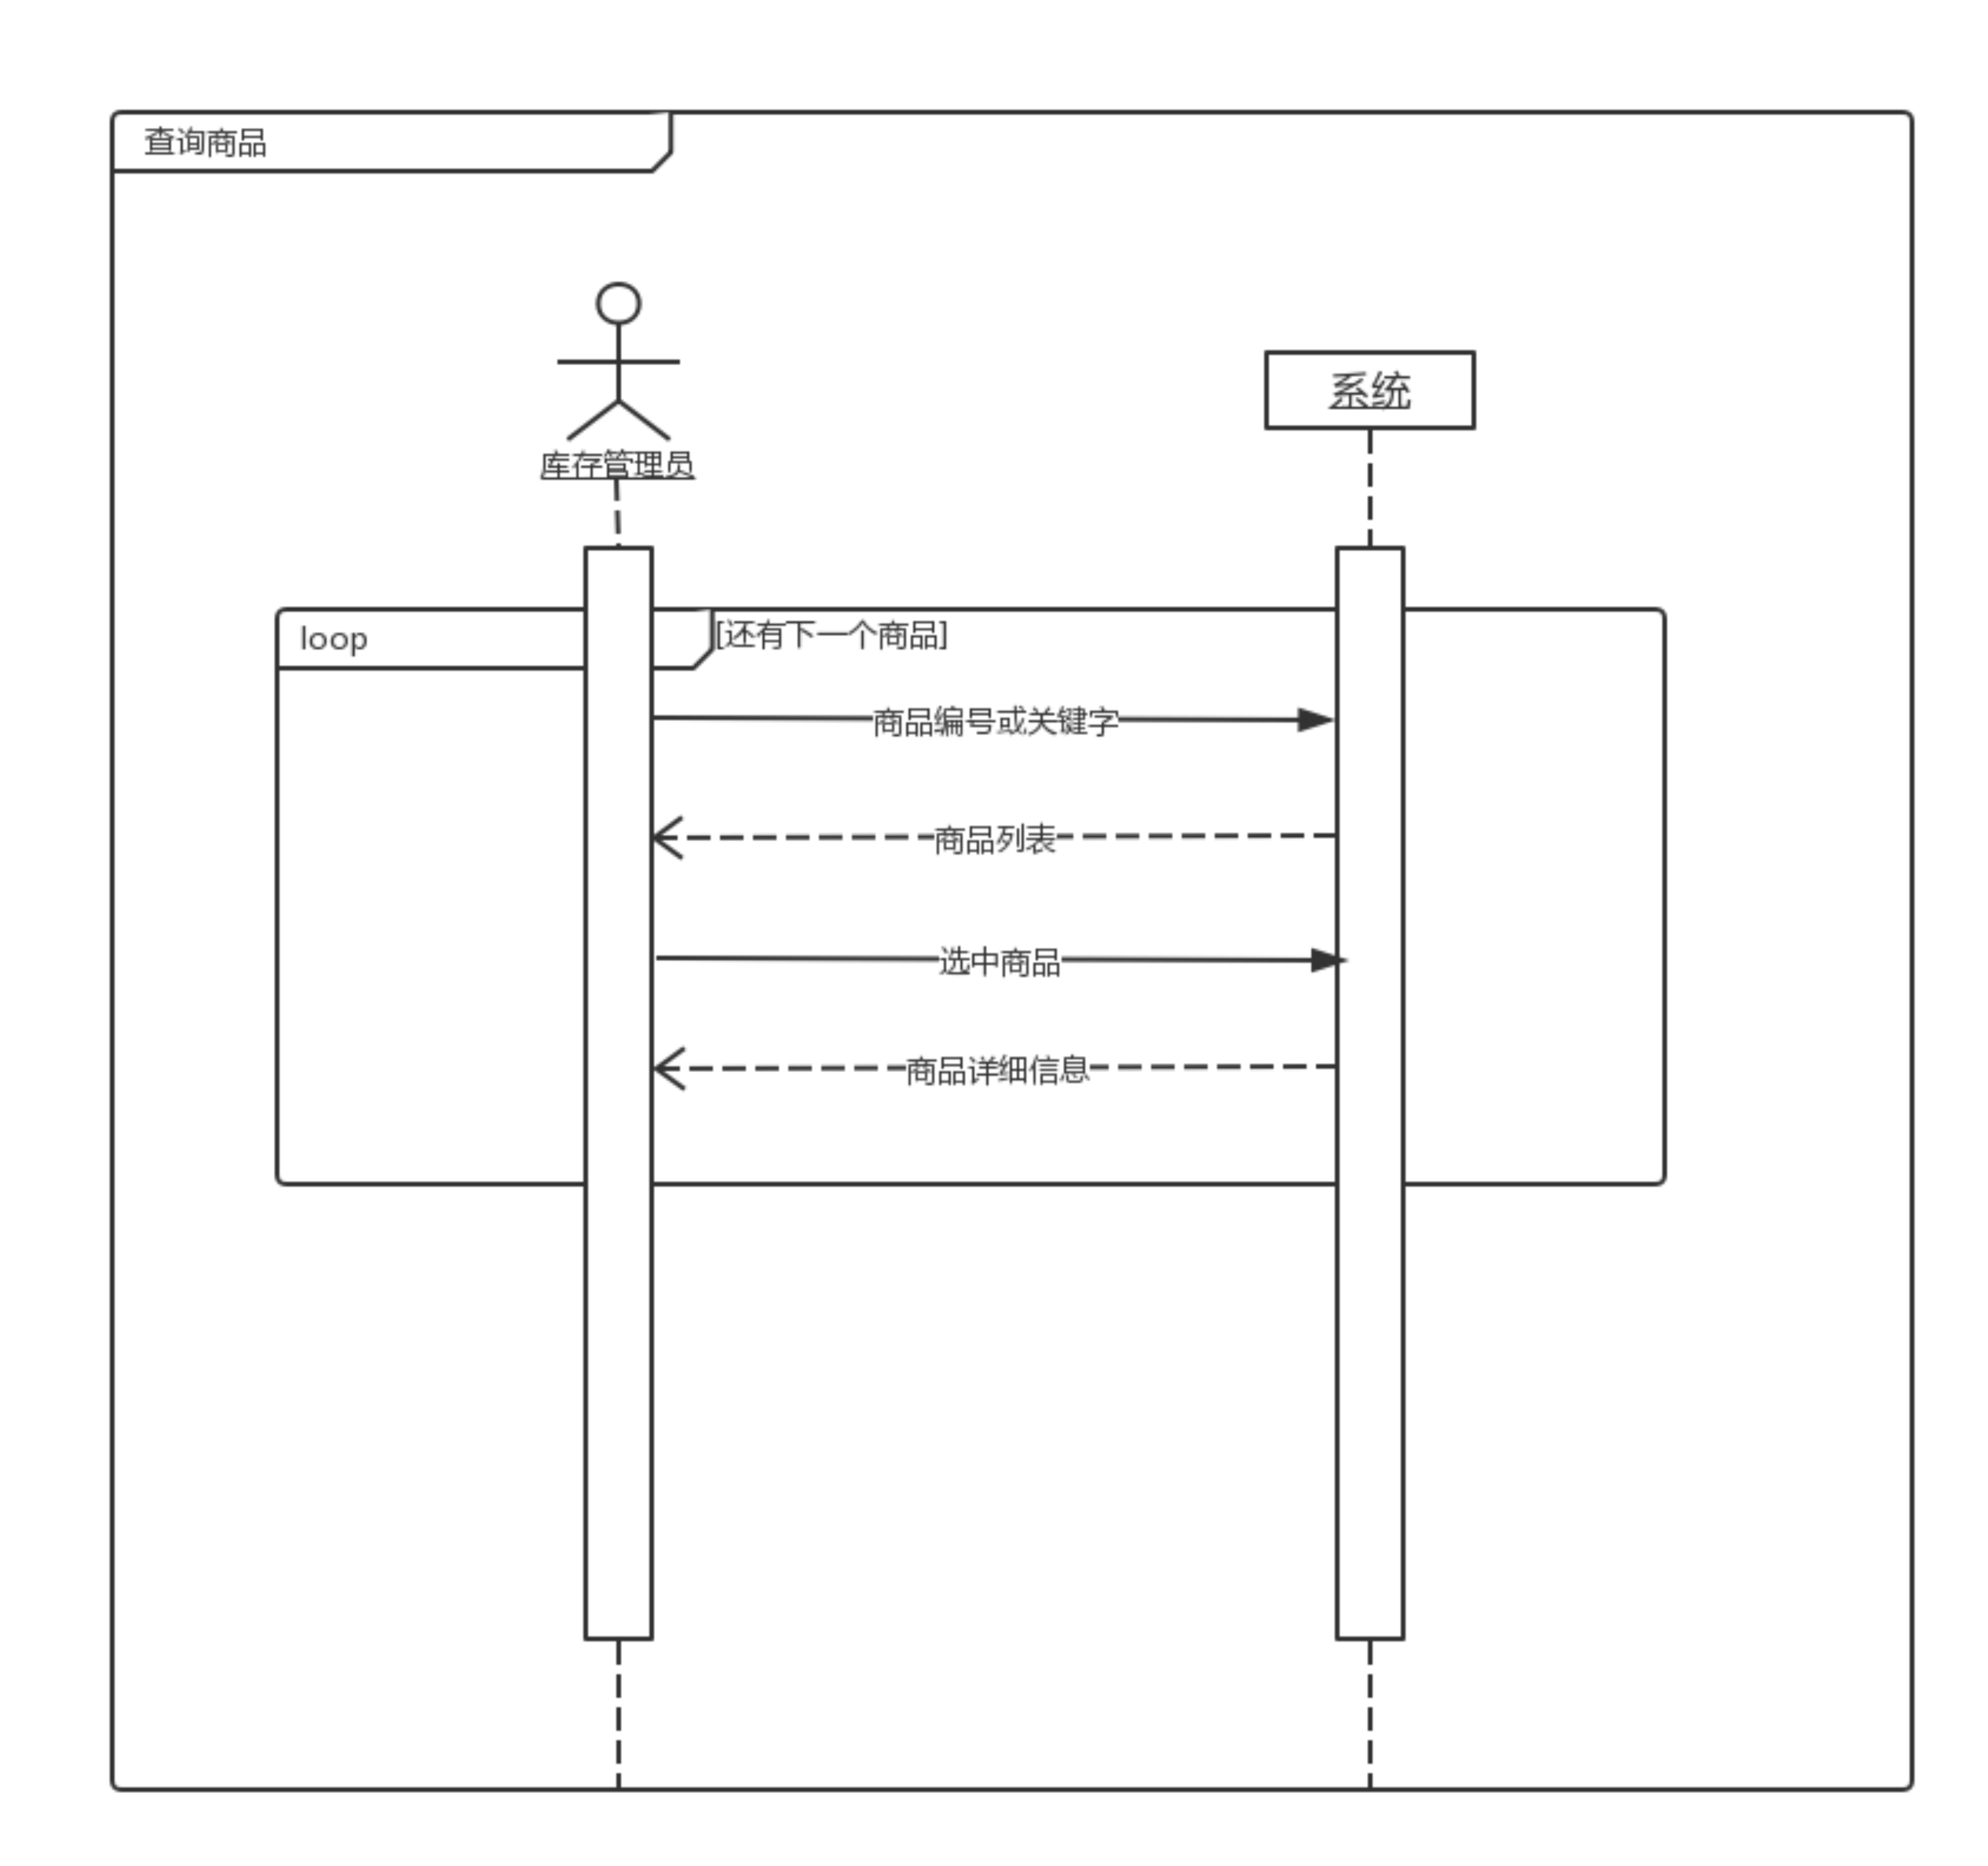 查询商品
系统
库存管理员
loop
[还有下一个商品]
商品编号或关键字
商品列表
选中商品
商品详细信息